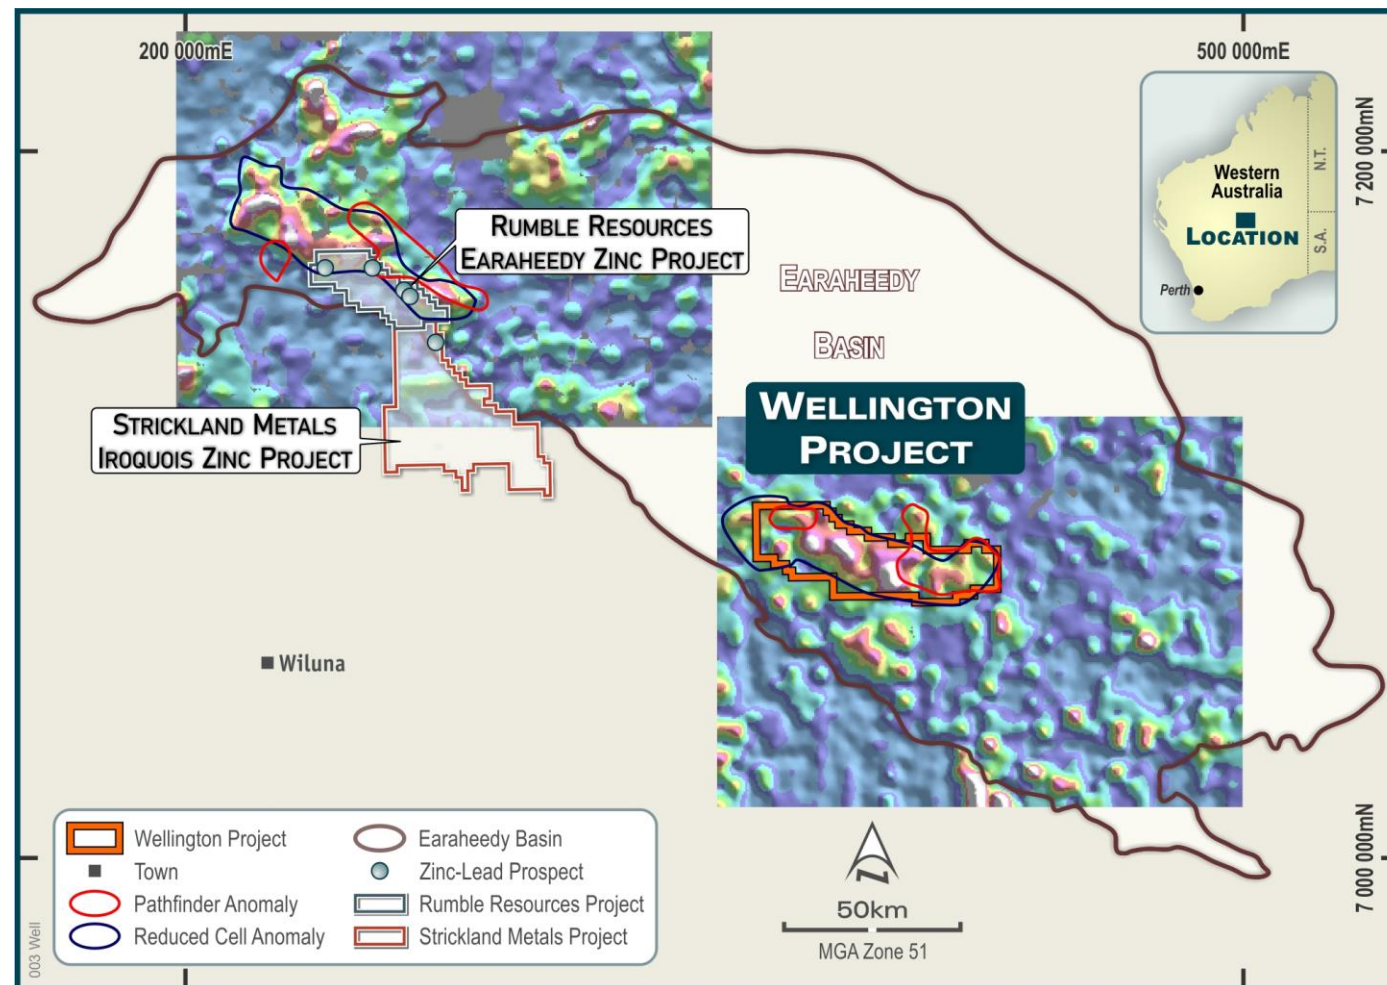 200 000mE
500 000mE
7 200 000mN
Western
Australia
N.T.
S.A.
LOCATION
Perth
RUMBLE RESOURCES
EARAHEEDY ZINC PROJECT
EARAHEEDY
BASIN
WELLINGTON
PROJECT
STRICKLAND METALS
IROQUOIS ZINC PROJECT
Wiluna
Wellington Project
Town
Pathfinder Anomaly
Reduced Cell Anomaly
Earaheedy Basin
Zinc-Lead Prospect
Rumble Resources Project
Strickland Metals Project
N
50km
MGA Zone 51
7 000 000mN
003 Well